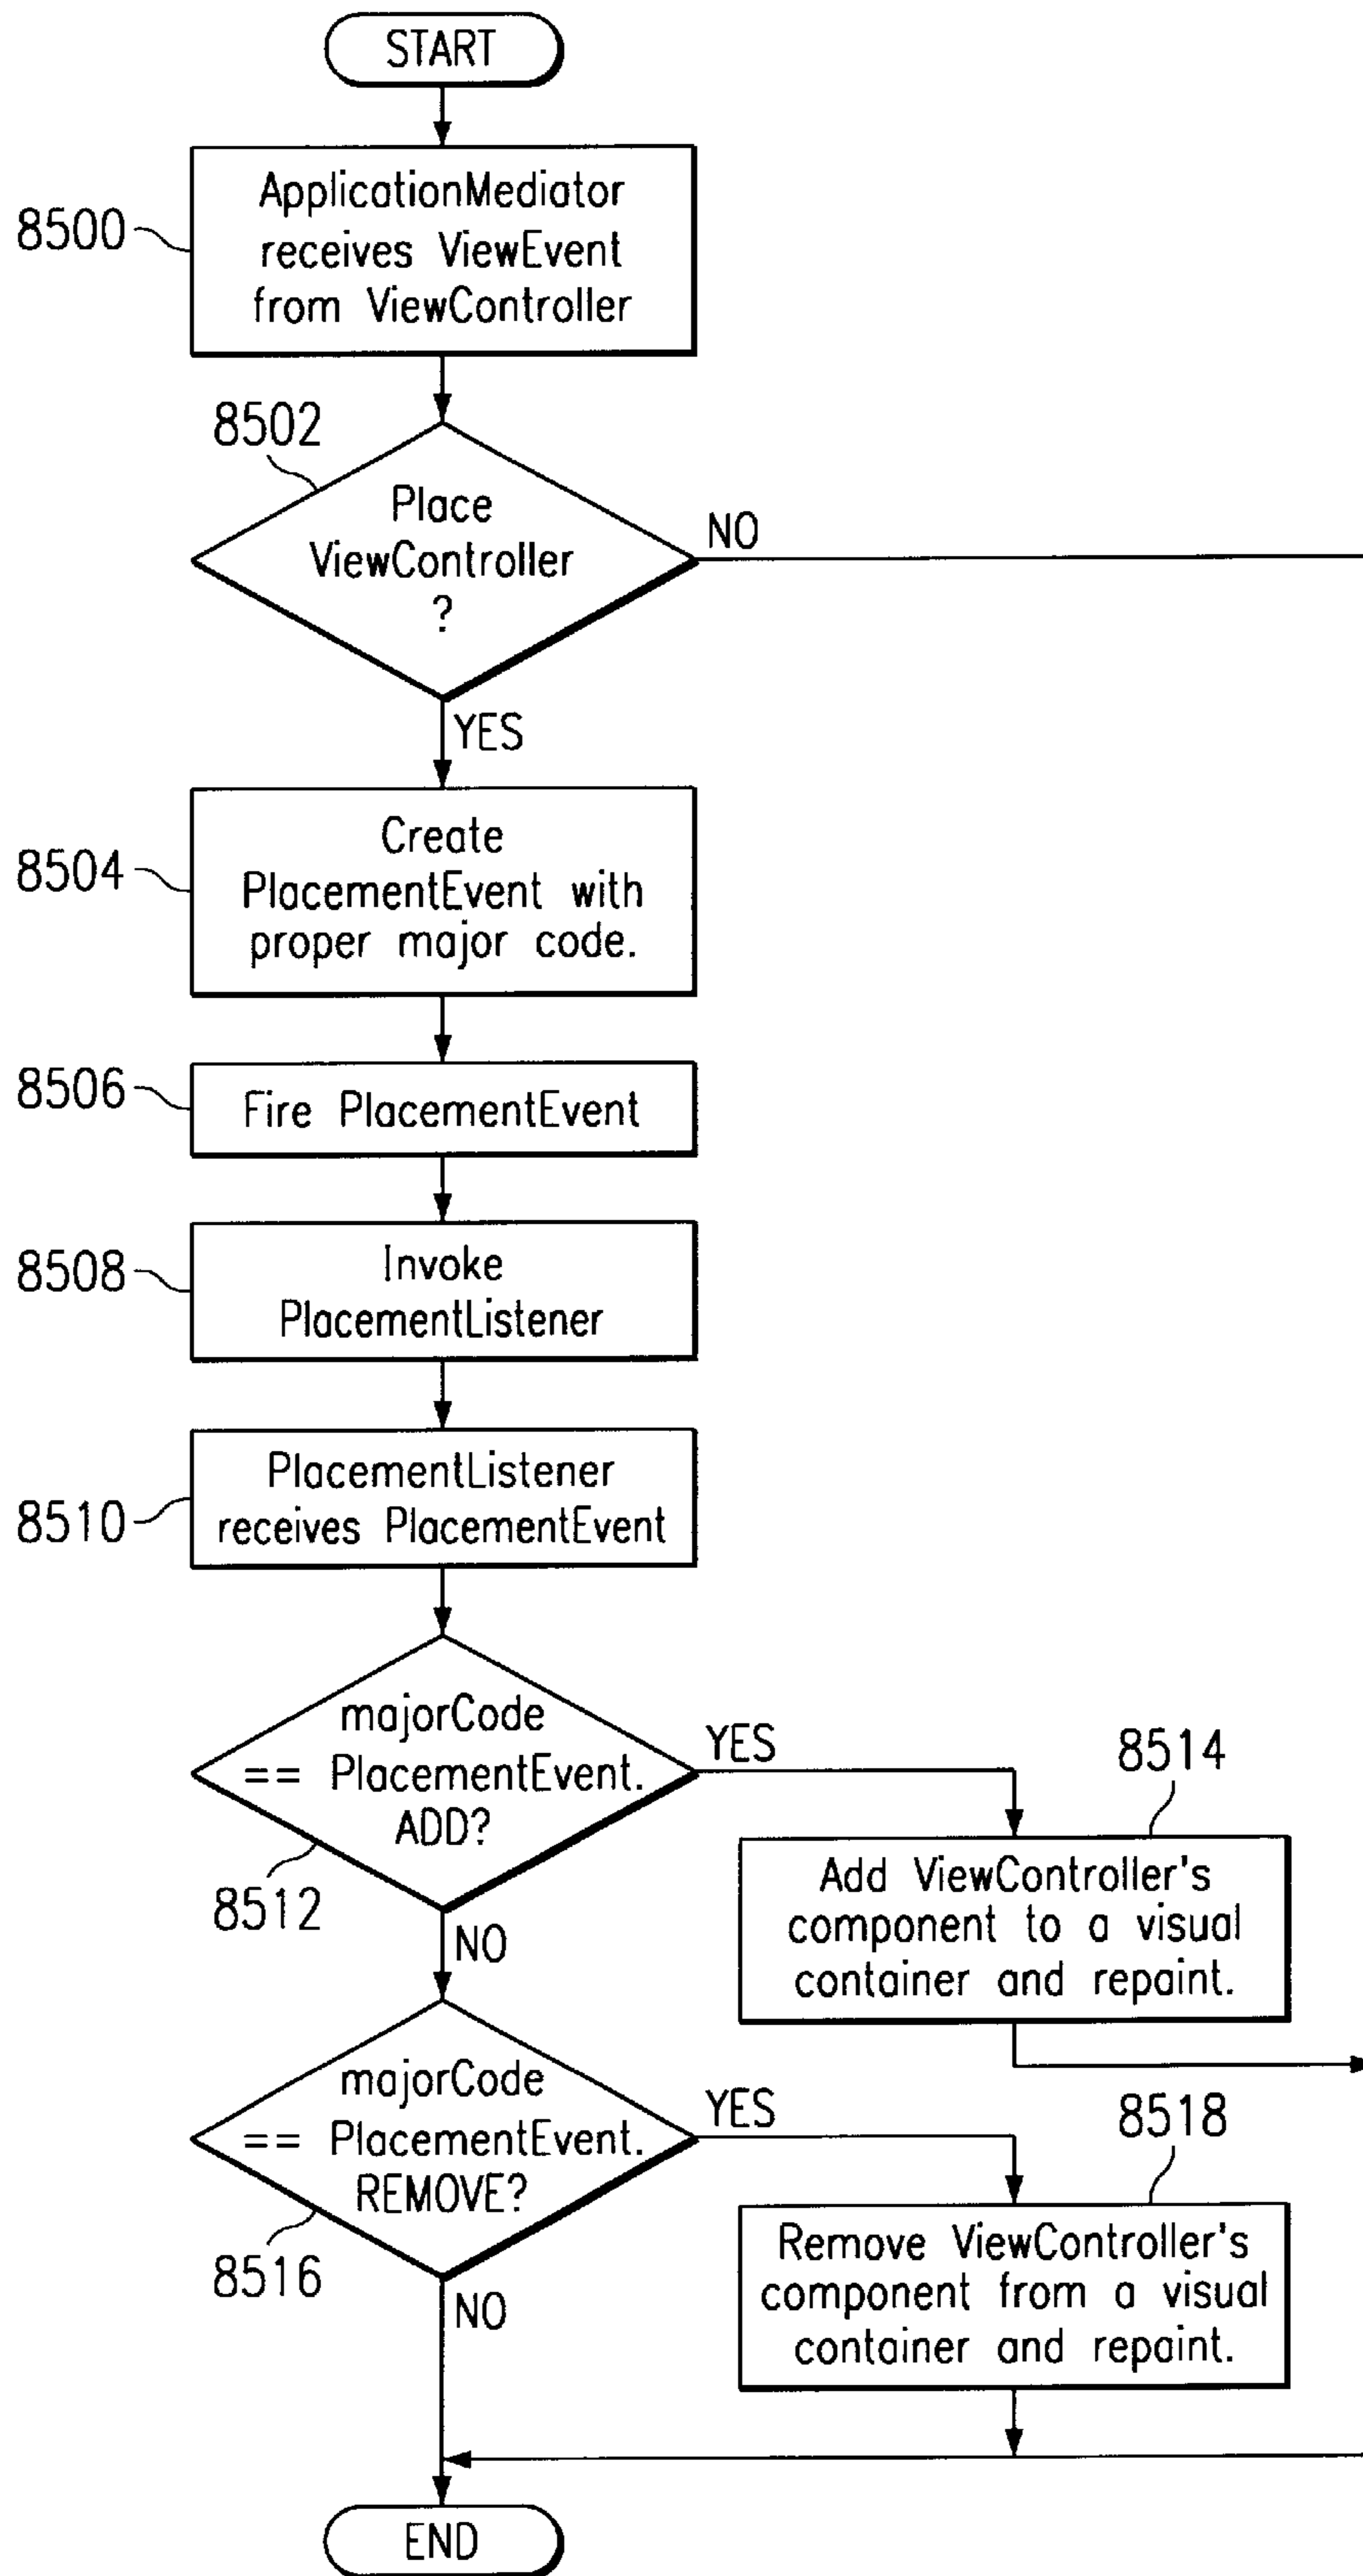 START
8500
ApplicationMediator
receives ViewEvent
from ViewController
8502
Place
ViewController
?
NO
YES
8504
Create
PlacementEvent with
proper major code.
8506
Fire PlacementEvent
8508
Invoke
PlacementListener
8510
PlacementListener
receives PlacementEvent
majorCode
== PlacementEvent.
ADD?
YES
8512
NO
8514
Add ViewController's
component to a visual
container and repaint.
majorCode
== PlacementEvent.
REMOVE?
YES
8516
NO
8518
Remove ViewController's
component from a visual
container and repaint.
END